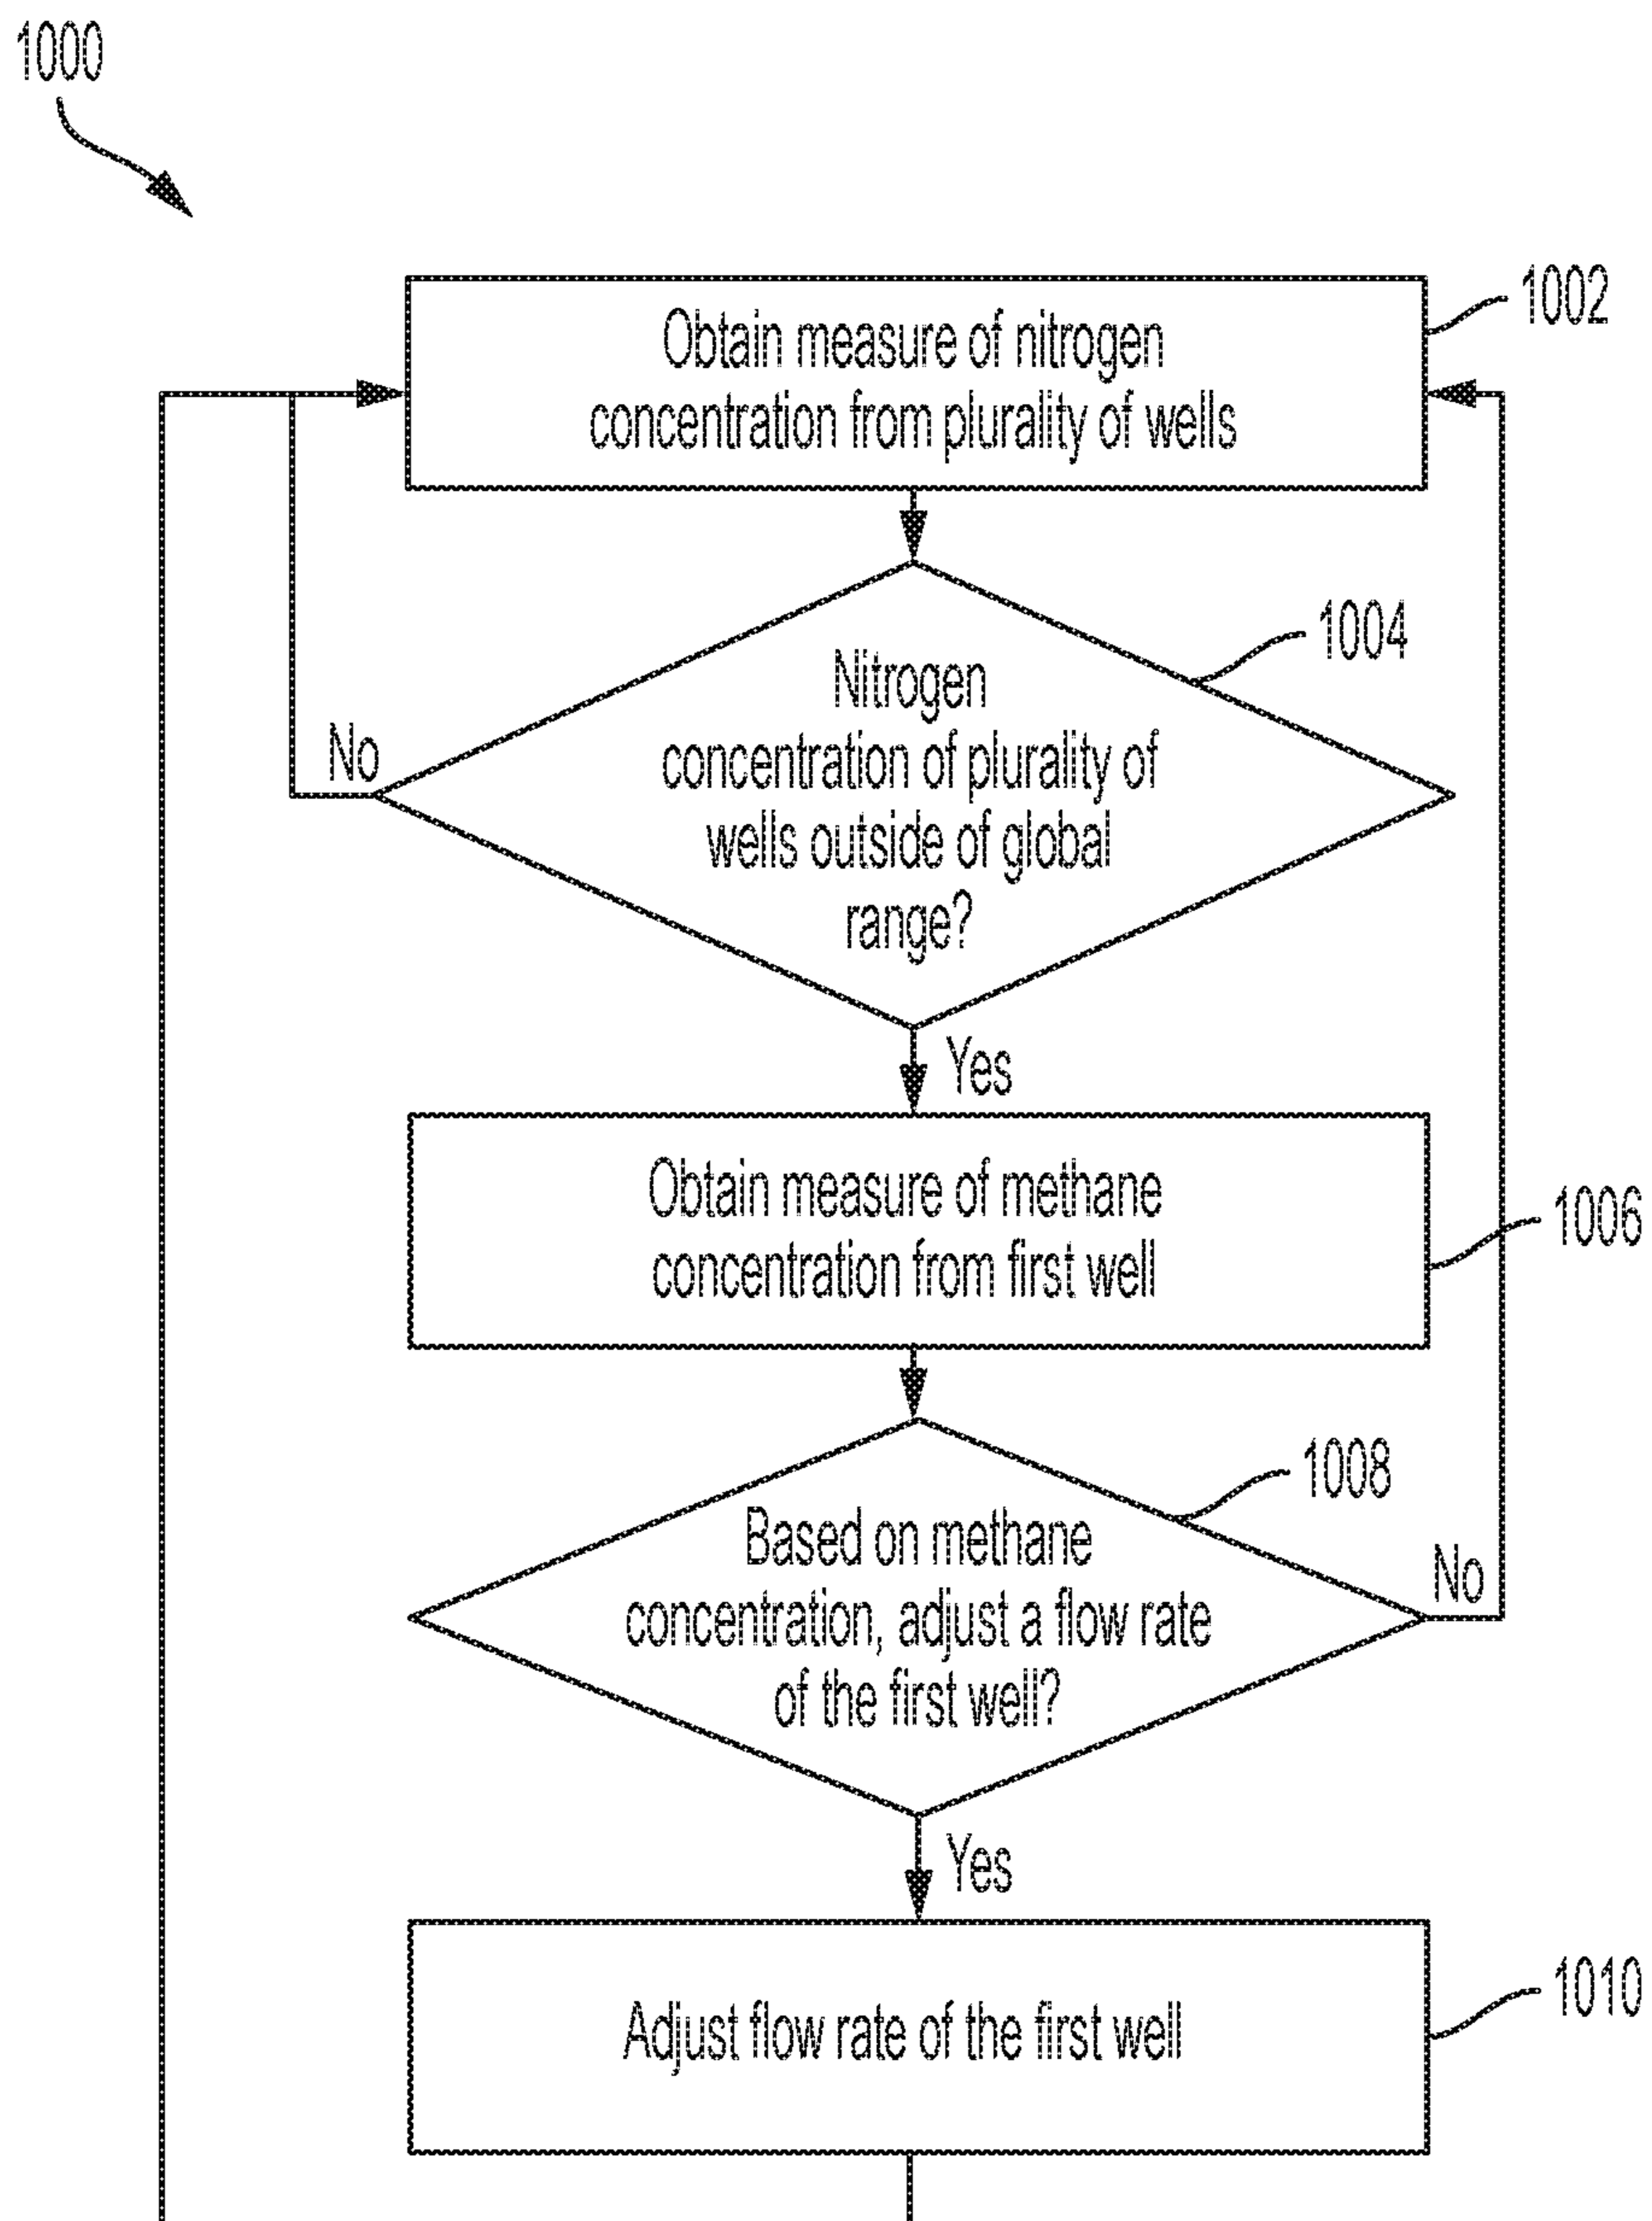 1000
1002
Obtain measure of nitrogen
concentration from plurality of wells
1004
Nitrogen
concentration of plurality of
wells outside of global
range?
No
Yes
Obtain measure of methane
concentration from first well
1006
1008
Based on methane
concentration, adjust a flow rate
of the first well?
No
Yes
Adjust flow rate of the first well
1010